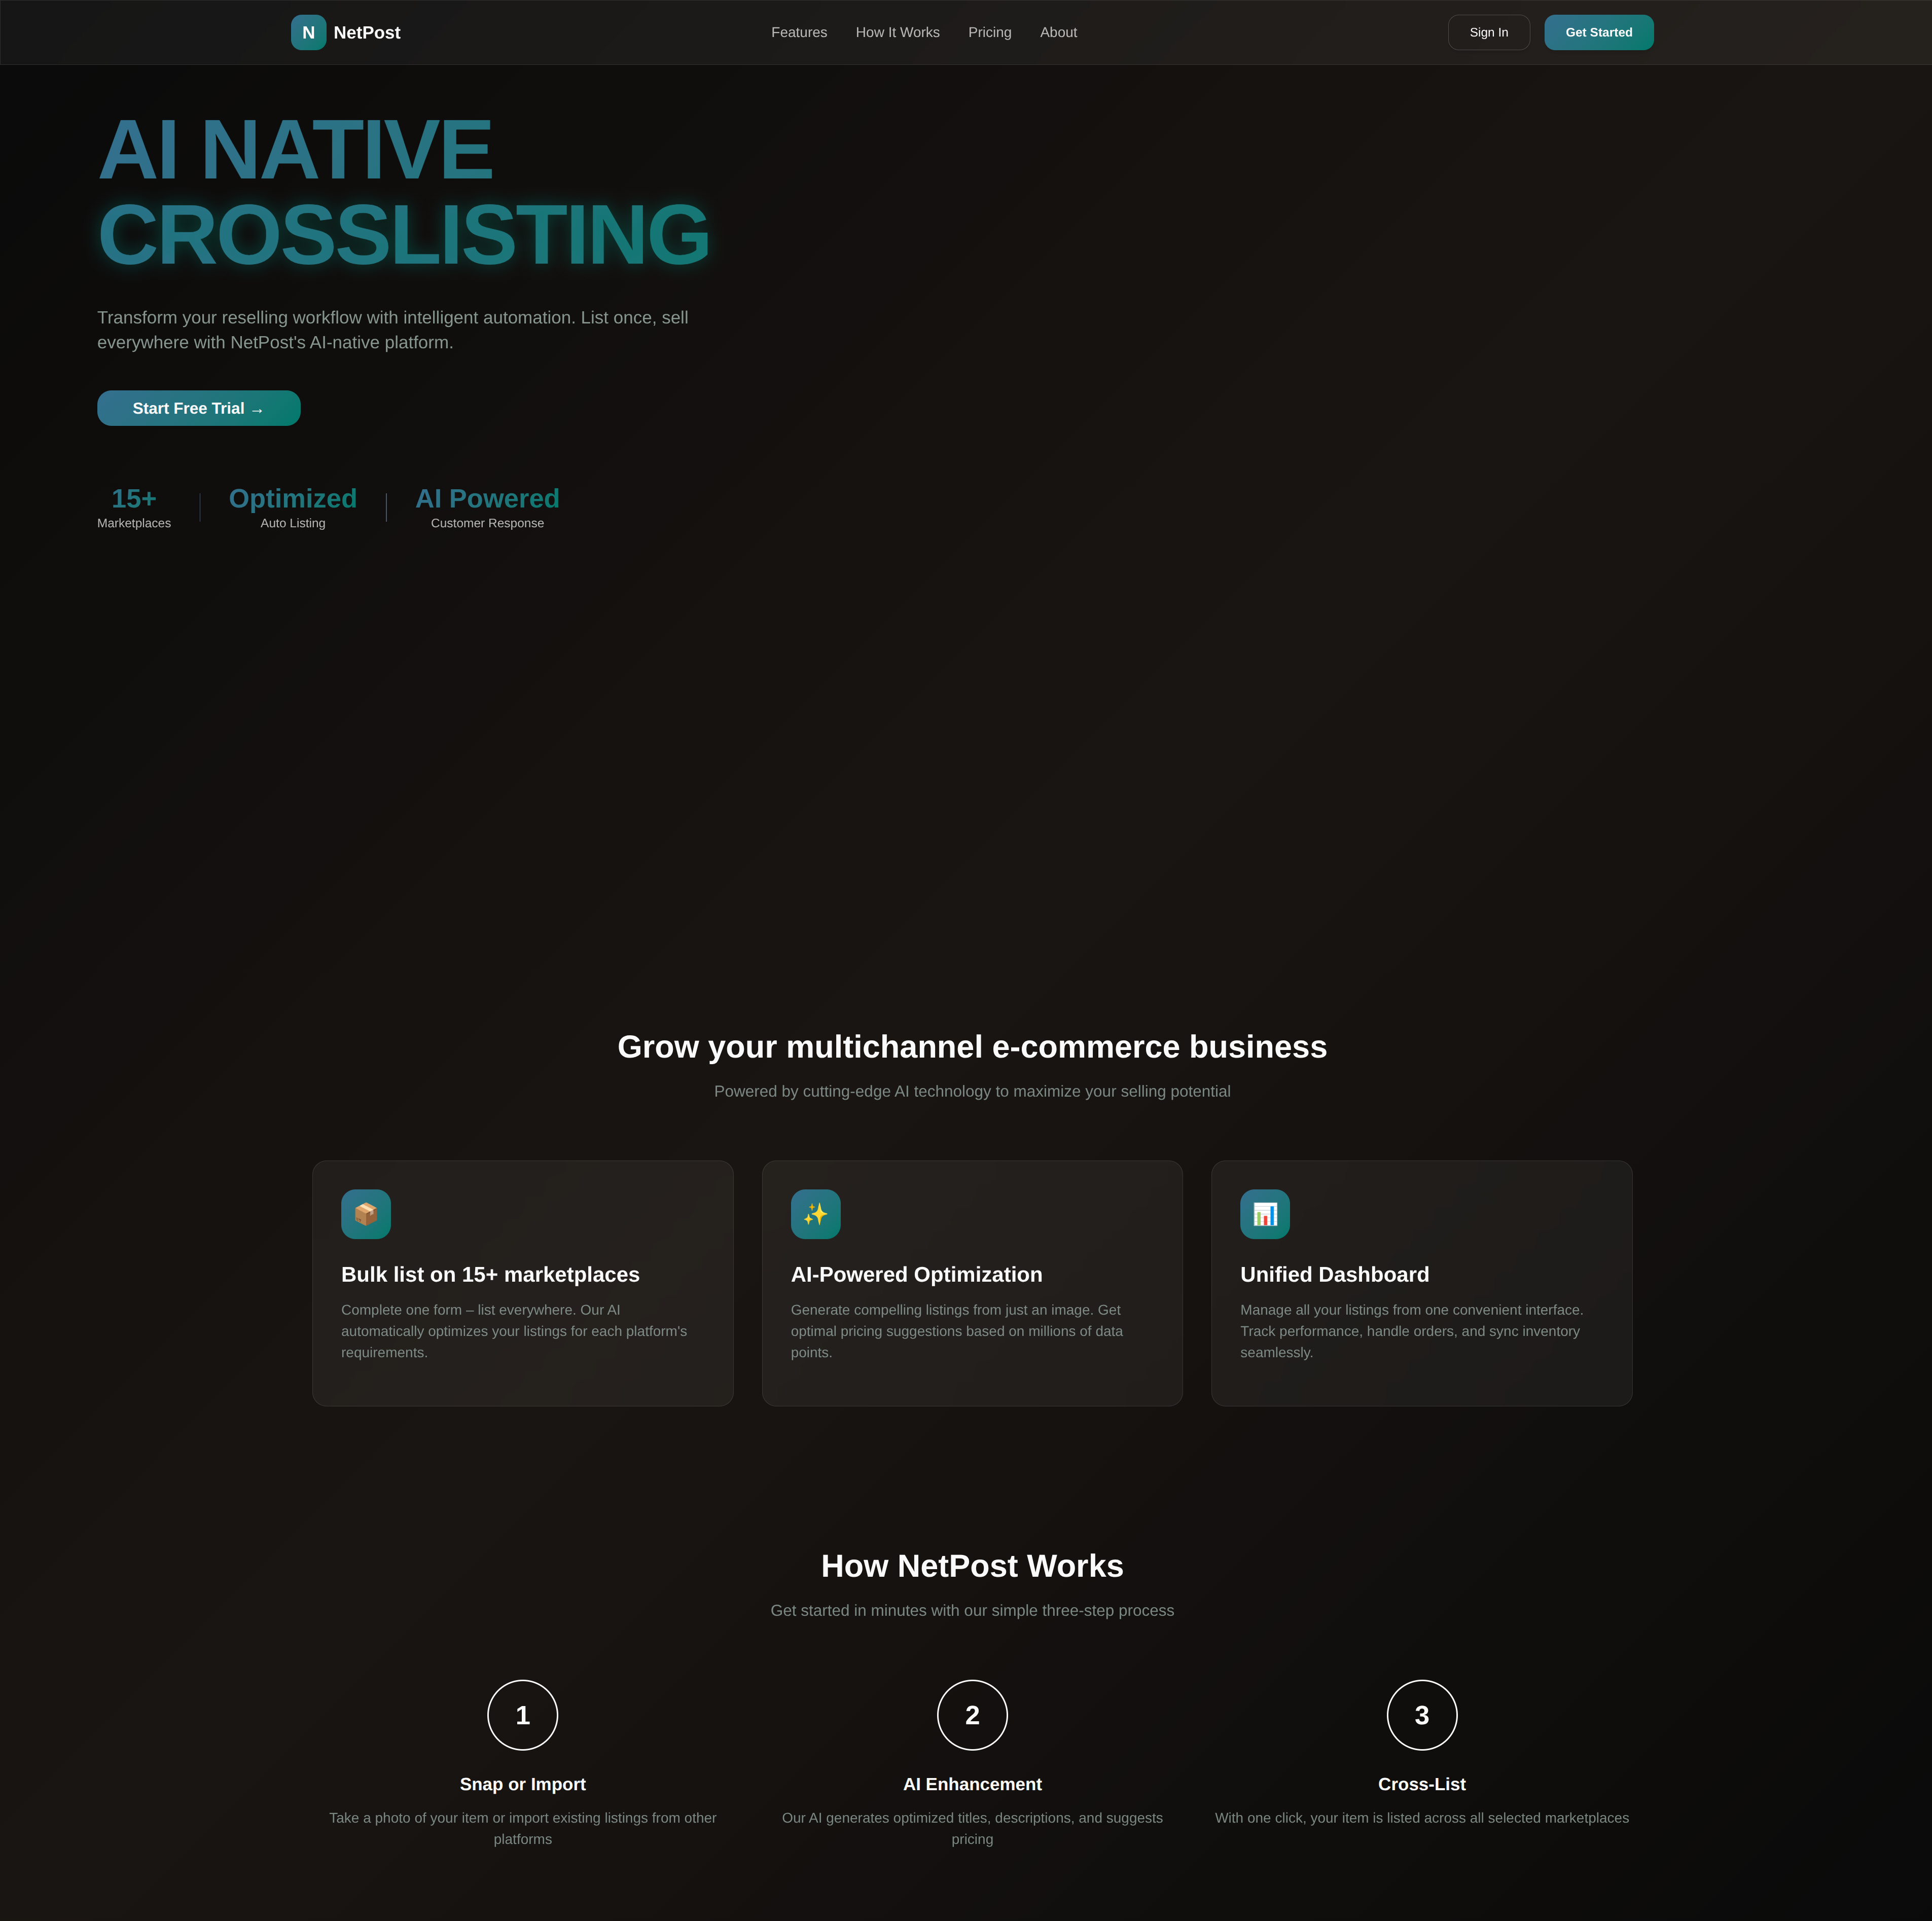 N NetPost Features How It Works Pricing About Sign In Get Started
AI NATIVE
CROSSLISTING
Transform your reselling workflow with intelligent automation. List once, sell
everywhere with NetPost's AI-native platform.
Start Free Trial →
15+ Optimized AI Powered
Marketplaces Auto Listing Customer Response
Grow your multichannel e-commerce business
Powered by cutting-edge AI technology to maximize your selling potential
Bulk list on 15+ marketplaces
Complete one form – list everywhere. Our AI
automatically optimizes your listings for each platform's
requirements.
AI-Powered Optimization
Generate compelling listings from just an image. Get
optimal pricing suggestions based on millions of data
points.
Unified Dashboard
Manage all your listings from one convenient interface.
Track performance, handle orders, and sync inventory
seamlessly.
How NetPost Works
Get started in minutes with our simple three-step process
1
Snap or Import
Take a photo of your item or import existing listings from other
platforms
2
AI Enhancement
Our AI generates optimized titles, descriptions, and suggests
pricing
3
Cross-List
With one click, your item is listed across all selected marketplaces